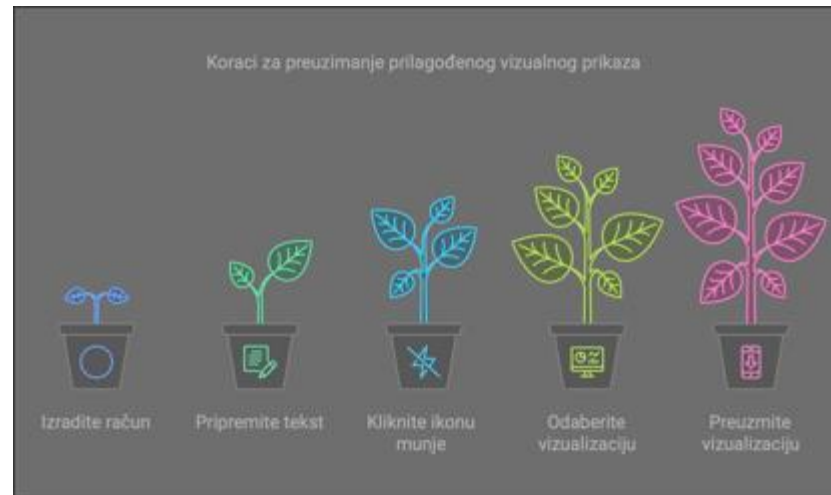 Koraci za preuzimanje prilagođenog vizualnog prikaza
Izradite račun
Pripremite tekst
Kliknite ikonu
munje
Odaberite
vizualizaciju
Preuzmite
vizualizaciju